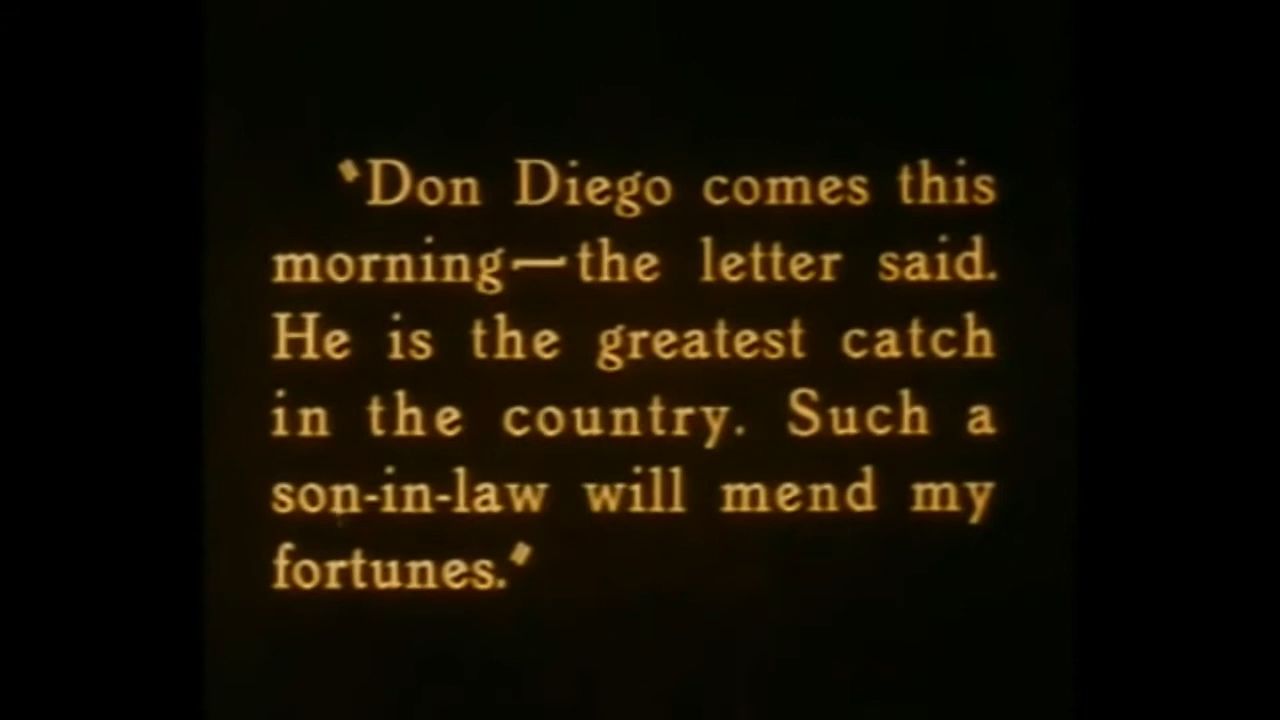 "Don Diego comes this
morning—the letter said.
He is the greatest catch
in the country. Such a
son-in-law will mend my
fortunes."